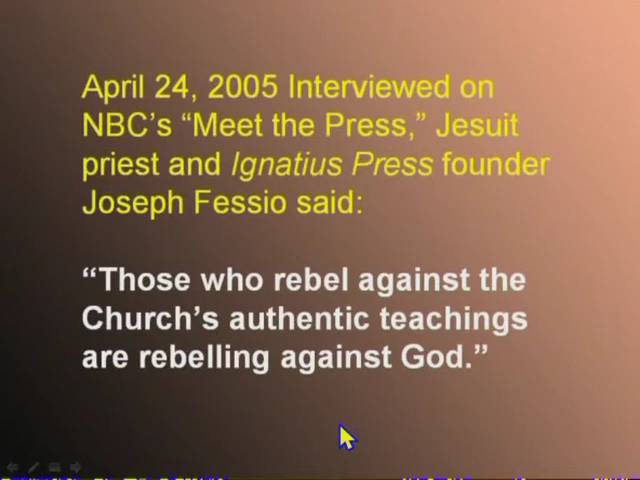 April 24, 2005 Interviewed on
NBC's “Meet the Press,” Jesuit
priest and Ignatius Press founder
Joseph Fessio said:
“Those who rebel against the
Church's authentic teachings
are rebelling against God.”